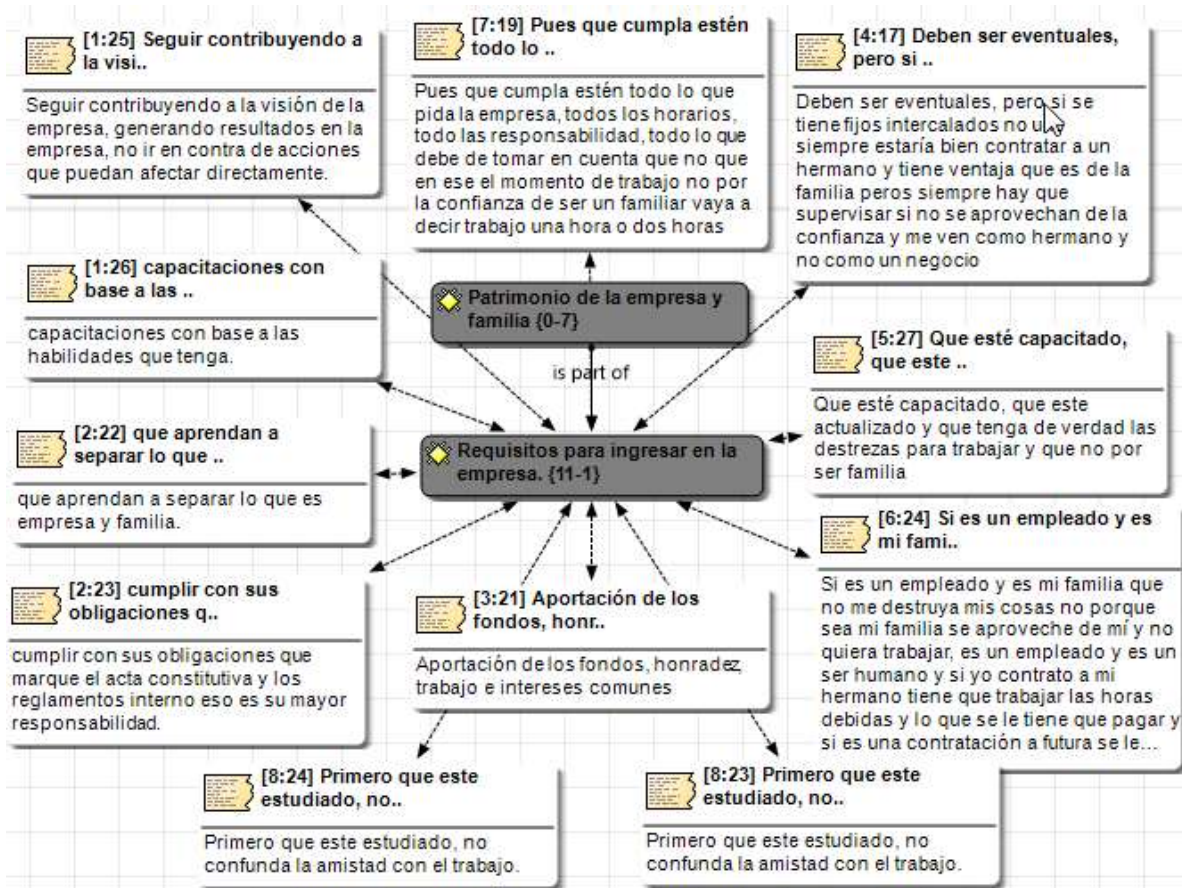 [1:25] Seguir contribuyendo a
la visi..
Seguir contribuyendo a la visión de la
empresa, generando resultados en la
empresa, no ir en contra de acciones
que puedan afectar directamente.
[7:19] Pues que cumpla estén
todo lo ..
Pues que cumpla estén todo lo que
pida la empresa, todos los horarios,
todo las responsabilidad, todo lo que
debe de tomar en cuenta que no que
en ese el momento de trabajo no por
la confianza de ser un familiar vaya a
decir trabajo una hora o dos horas
[4:17] Deben ser eventuales,
pero si ..
Deben ser eventuales, pero si se
tiene fijos intercalados no
siempre estaría bien contratar a un
hermano y tiene ventaja que es de la
familia peros siempre hay que
supervisar si no se aprovechan de la
confianza y me ven como hermano y
no como un negocio
[1:26] capacitaciones con
base a las ..
capacitaciones con base a las
habilidades que tenga.
Patrimonio de la empresa y
familia {0-7}
is part of
[5:27] Que esté capacitado,
que este ..
Que esté capacitado, que este
actualizado y que tenga de verdad las
destrezas para trabajar y que no por
ser familia
[2:22] que aprendan a
separar lo que ..
que aprendan a separar lo que es
empresa y familia.
Requisitos para ingresar en la
empresa. {11-1}
[6:24] Si es un empleado y es
mi fami..
Si es un empleado y es mi familia que
no me destruya mis cosas no porque
sea mi familia se aproveche de mí y no
quiera trabajar, es un empleado y es un
ser humano y si yo contrato a mi
hermano tiene que trabajar las horas
debidas y lo que se le tiene que pagar y
si es una contratación a futura se le...
[2:23] cumplir con sus
obligaciones q..
cumplir con sus obligaciones que
marque el acta constitutiva y los
reglamentos interno eso es su mayor
responsabilidad.
[3:21] Aportación de los
fondos, honr..
Aportación de los fondos, honradez,
trabajo e intereses comunes
[8:24] Primero que este
estudiado, no..
Primero que este estudiado, no
confunda la amistad con el trabajo.
[8:23] Primero que este
estudiado, no..
Primero que este estudiado, no
confunda la amistad con el trabajo.